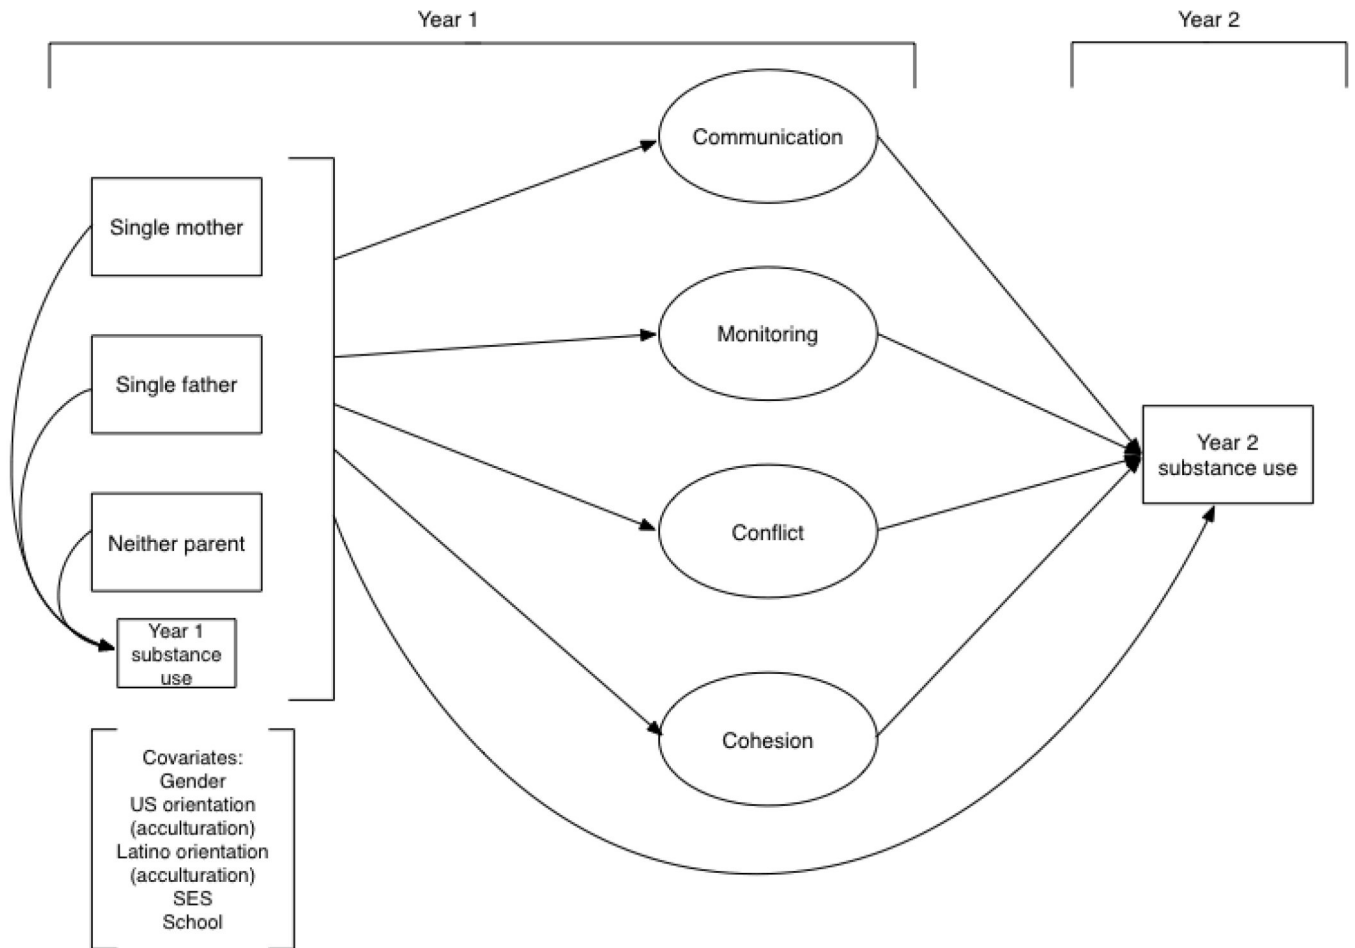 Year 1
Year 2
Communication
Single mother
Monitoring
Single father
Year 2
substance use
Neither parent
Conflict
Year 1
substance
use
Cohesion
Covariates:
Gender
US orientation
(acculturation)
Latino orientation
(acculturation)
SES
School